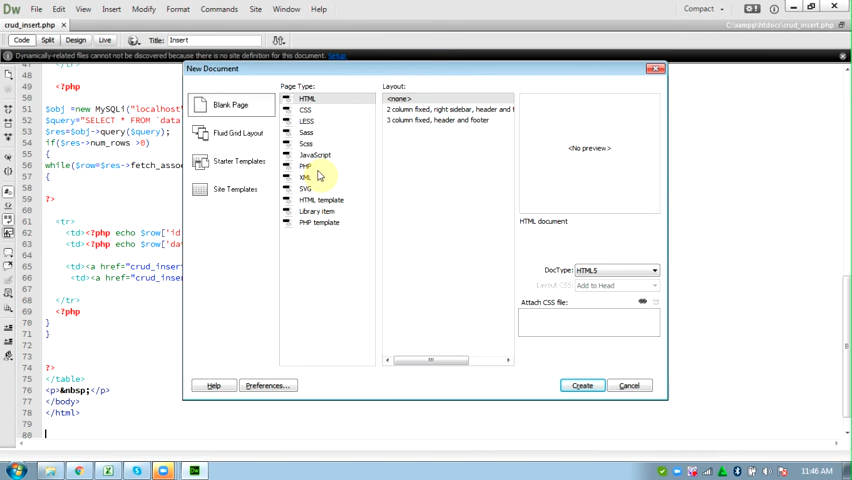 Dw File Edit View Insert Modify Format Commands Site Window Help Compact
crud_insert.php × C:\xampp\htdocs\crud_insert.php
Code Split Design Live Title: Insert
Dynamically-related files cannot not be discovered because there is no site definition for this document. Setup
47 </tr>
48
49 <?php
50
51 $obj =new MySQLi("localhost"
52 $query="SELECT * FROM `data
53 $res=$obj->query($query);
54 if($res->num_rows >0)
55 {
56 while($row=$res->fetch_assoc
57 {
58
59 ?>
60
61 <tr>
62 <td><?php echo $row['id
63 <td><?php echo $row['da
64
65 <td><a href="crud_inser
66 <td><a href="crud_inser
67
68 </tr>
69 <?php
70 }
71 }
72
73
74 ?>
75 </table>
76 <p>&nbsp;</p>
77 </body>
78 </html>
79
80
New Document
Blank Page
Fluid Grid Layout
Starter Templates
Site Templates
Page Type:
HTML
CSS
LESS
Sass
Scss
JavaScript
PHP
XML
SVG
HTML template
Library item
PHP template
Layout:
<none>
2 column fixed, right sidebar, header and f
3 column fixed, header and footer
<No preview>
HTML document
DocType: HTML5
Layout CSS: Add to Head
Attach CSS file:
Help Preferences... Create Cancel
11:46 AM